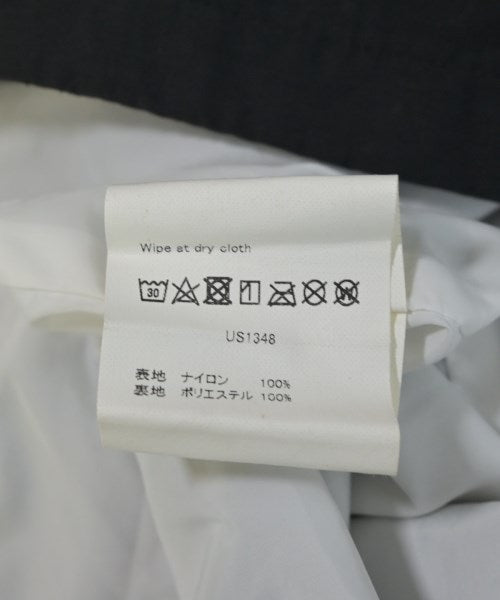 Wipe at dry cloth
30
W
US1348
表地 ナイロン 100%
裏地 ポリエステル 100%